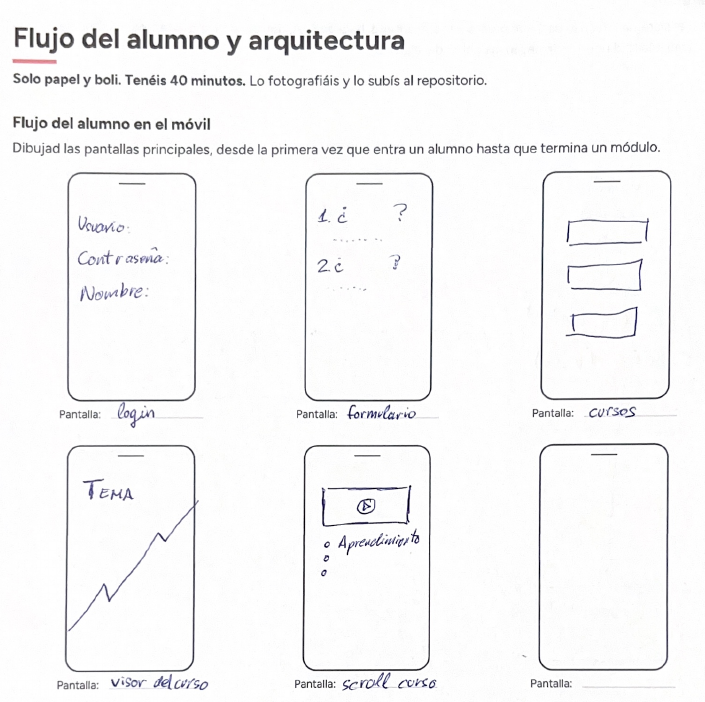 Flujo del alumno y arquitectura
Solo papel y boli. Tenéis 40 minutos. Lo fotografiáis y lo subís al repositorio.
Flujo del alumno en el móvil
Dibujad las pantallas principales, desde la primera vez que entra un alumno hasta que termina un módulo.
Usuario:
Contraseña:
Nombre:
Pantalla: login
1. ¿ ?
2 ¿ ?
Pantalla: formulario
Pantalla: cursos
TEMA
Pantalla: visor del curso
Aprendimiento
Pantalla: scroll curso
Pantalla: